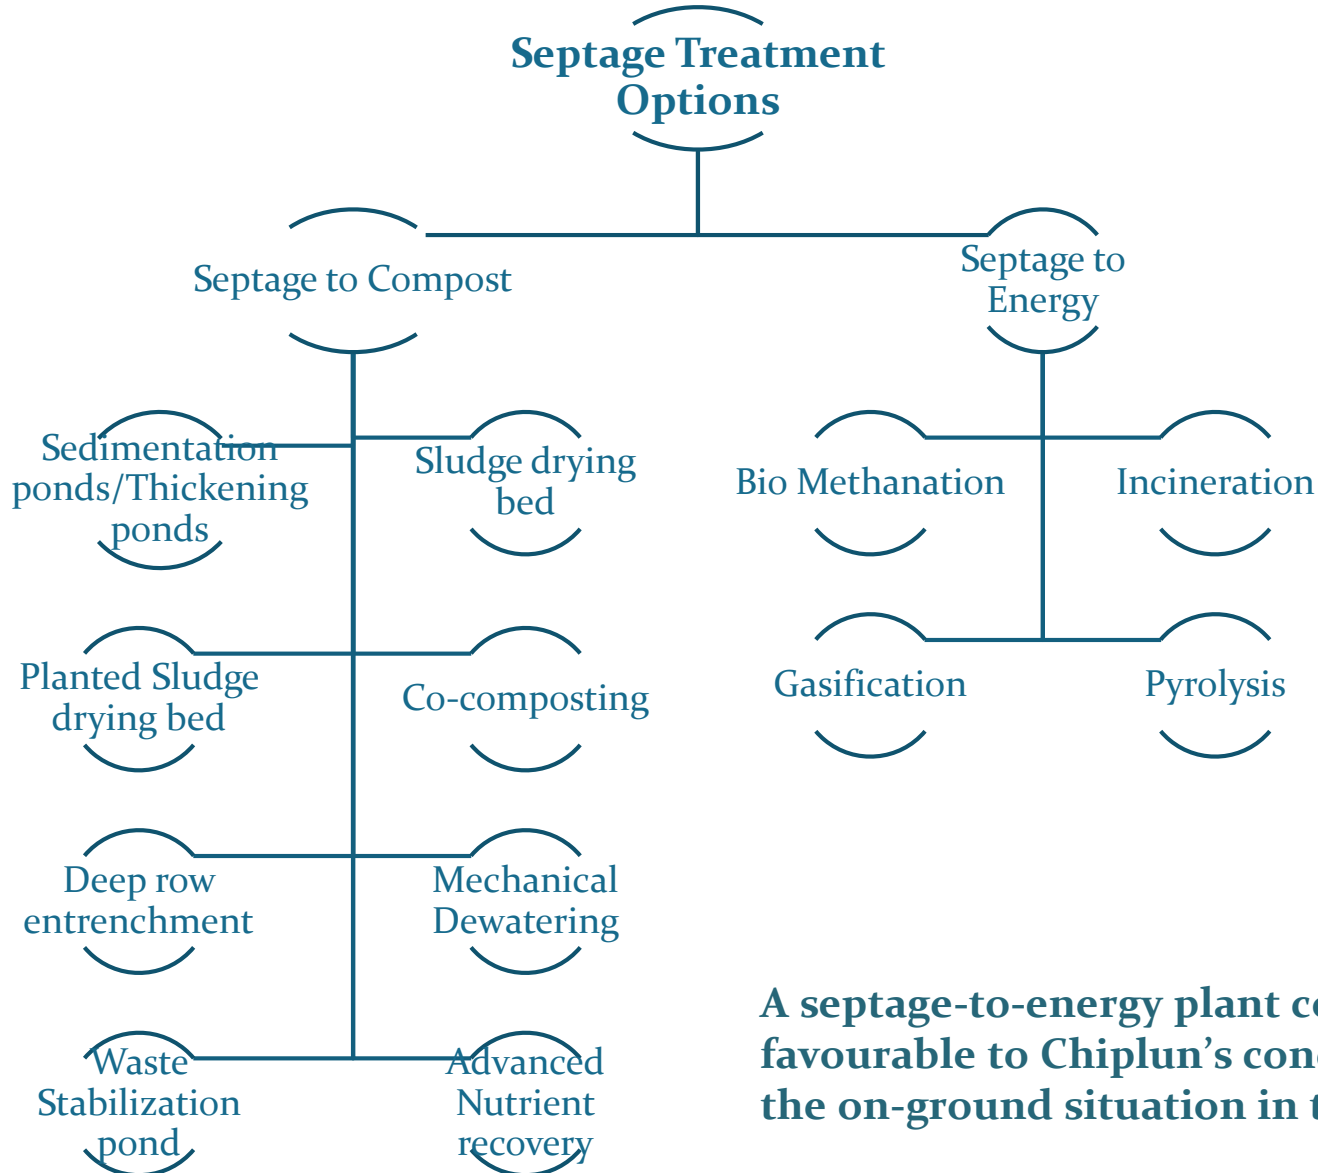 Septage Treatment
Options
Septage to Compost
Septage to
Energy
Sedimentation
ponds/Thickening
ponds
Sludge drying
bed
Bio Methanation
Incineration
Planted Sludge
drying bed
Co-composting
Gasification
Pyrolysis
Deep row
entrenchment
Mechanical
Dewatering
Waste
Stabilization
pond
Advanced
Nutrient
recovery
A septage-to-energy plant
favourable to Chiplun's
the on-ground situation in